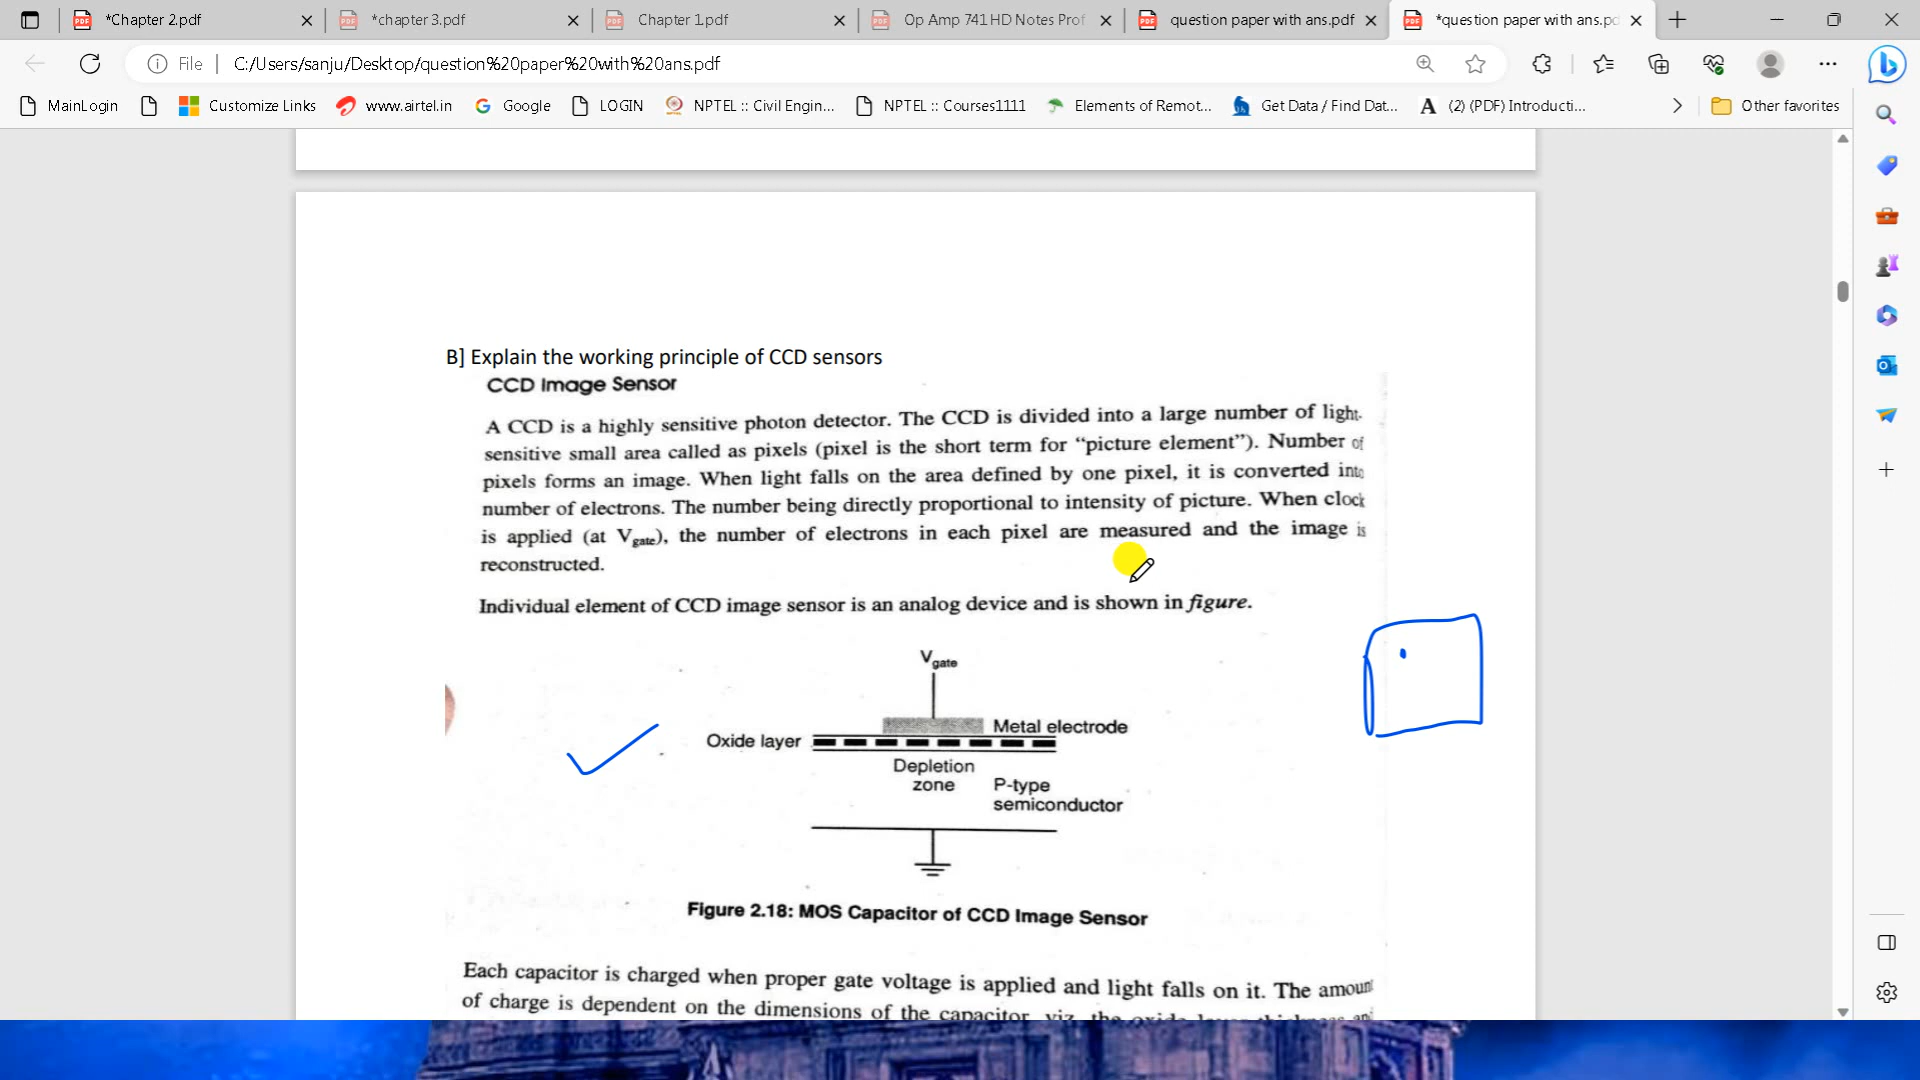 *Chapter 2.pdf
*chapter 3.pdf
Chapter 1.pdf
Op Amp 741 HD Notes Prof
question paper with ans.pdf
*question paper with ans.pd
File
C:/Users/sanju/Desktop/question%20paper%20with%20ans.pdf
MainLogin
Customize Links
www.airtel.in
Google
LOGIN
NPTEL :: Civil Engin...
NPTEL :: Courses1111
Elements of Remot...
Get Data / Find Dat...
(2) (PDF) Introducti...
Other favorites
B] Explain the working principle of CCD sensors
CCD Image Sensor
A CCD is a highly sensitive photon detector. The CCD is divided into a large number of light-
sensitive small area called as pixels (pixel is the short term for “picture element”). Number of
pixels forms an image. When light falls on the area defined by one pixel, it is converted into
number of electrons. The number being directly proportional to intensity of picture. When clock
is applied (at Vgate), the number of electrons in each pixel are measured and the image is
reconstructed.
Individual element of CCD image sensor is an analog device and is shown in figure.
Vgate
Metal electrode
Oxide layer
Depletion
zone
P-type
semiconductor
Figure 2.18: MOS Capacitor of CCD Image Sensor
Each capacitor is charged when proper gate voltage is applied and light falls on it. The amount
of charge is dependent on the dimensions of the capacitor, viz. the oxide layer thickness and